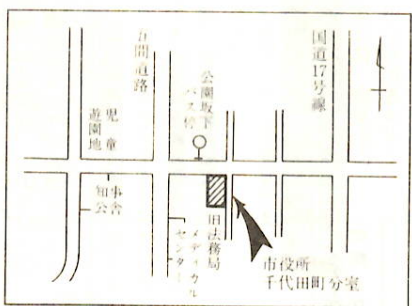 国道17号線
公園坂下
バス停
五間道路
児童
遊園地
知事
公舎
旧法務局
メディカル
センター
市役所
千代田町分室